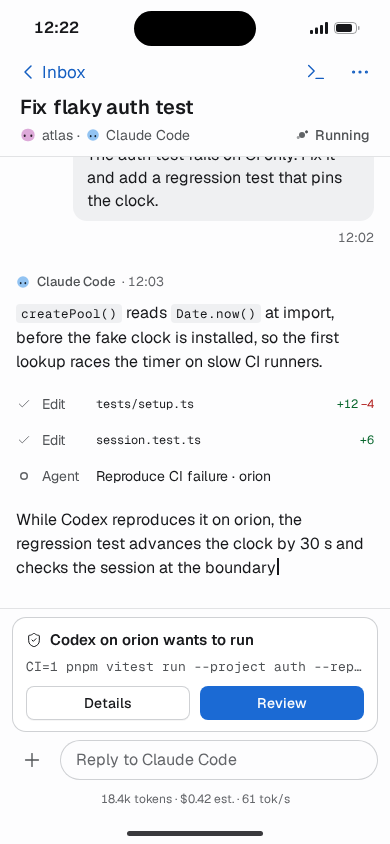 12:22
Inbox
Fix flaky auth test
atlas · Claude Code
Running
The auth test fails on CI only. Fix it
and add a regression test that pins
the clock.
12:02
Claude Code · 12:03
createPool() reads Date.now() at import,
before the fake clock is installed, so the first
lookup races the timer on slow CI runners.
Edit tests/setup.ts +12 −4
Edit session.test.ts +6
Agent Reproduce CI failure · orion
While Codex reproduces it on orion, the
regression test advances the clock by 30 s and
checks the session at the boundary
Codex on orion wants to run
CI=1 pnpm vitest run --project auth --rep…
Details
Review
Reply to Claude Code
18.4k tokens · $0.42 est. · 61 tok/s